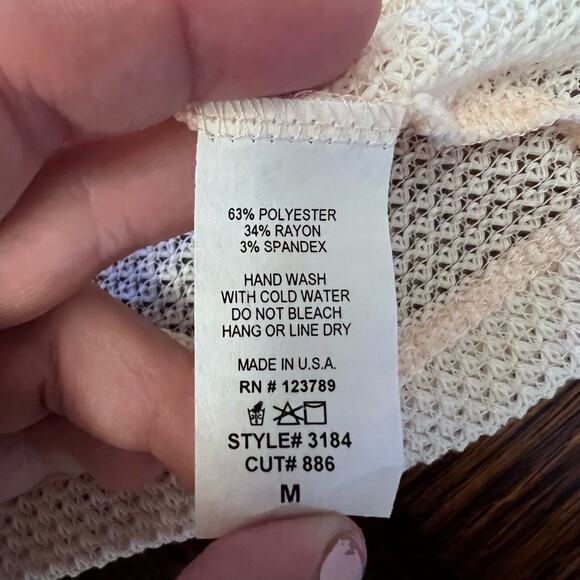 63% POLYESTER
34% RAYON
3% SPANDEX
HAND WASH
WITH COLD WATER
DO NOT BLEACH
HANG OR LINE DRY
MADE IN U.S.A.
RN # 123789
STYLE# 3184
CUT# 886
M